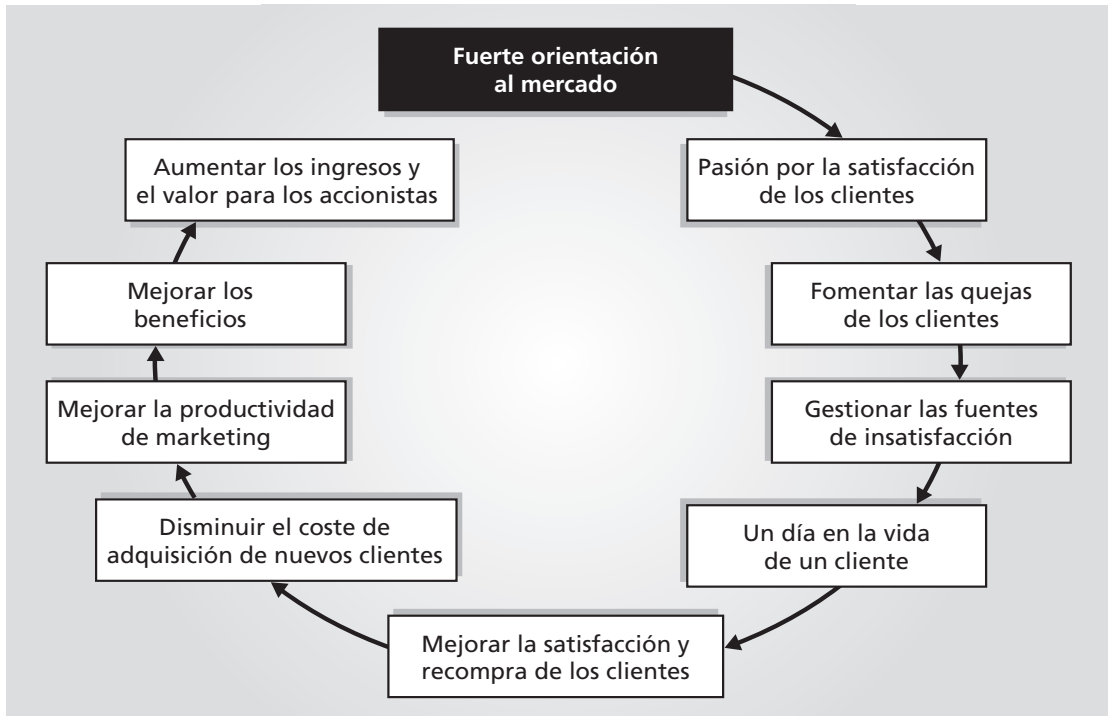 Fuerte orientación
al mercado
Pasión por la satisfacción
de los clientes
Fomentar las quejas
de los clientes
Gestionar las fuentes
de insatisfacción
Un día en la vida
de un cliente
Mejorar la satisfacción y
recompra de los clientes
Disminuir el coste de
adquisición de nuevos clientes
Mejorar la productividad
de marketing
Mejorar los
beneficios
Aumentar los ingresos y
el valor para los accionistas